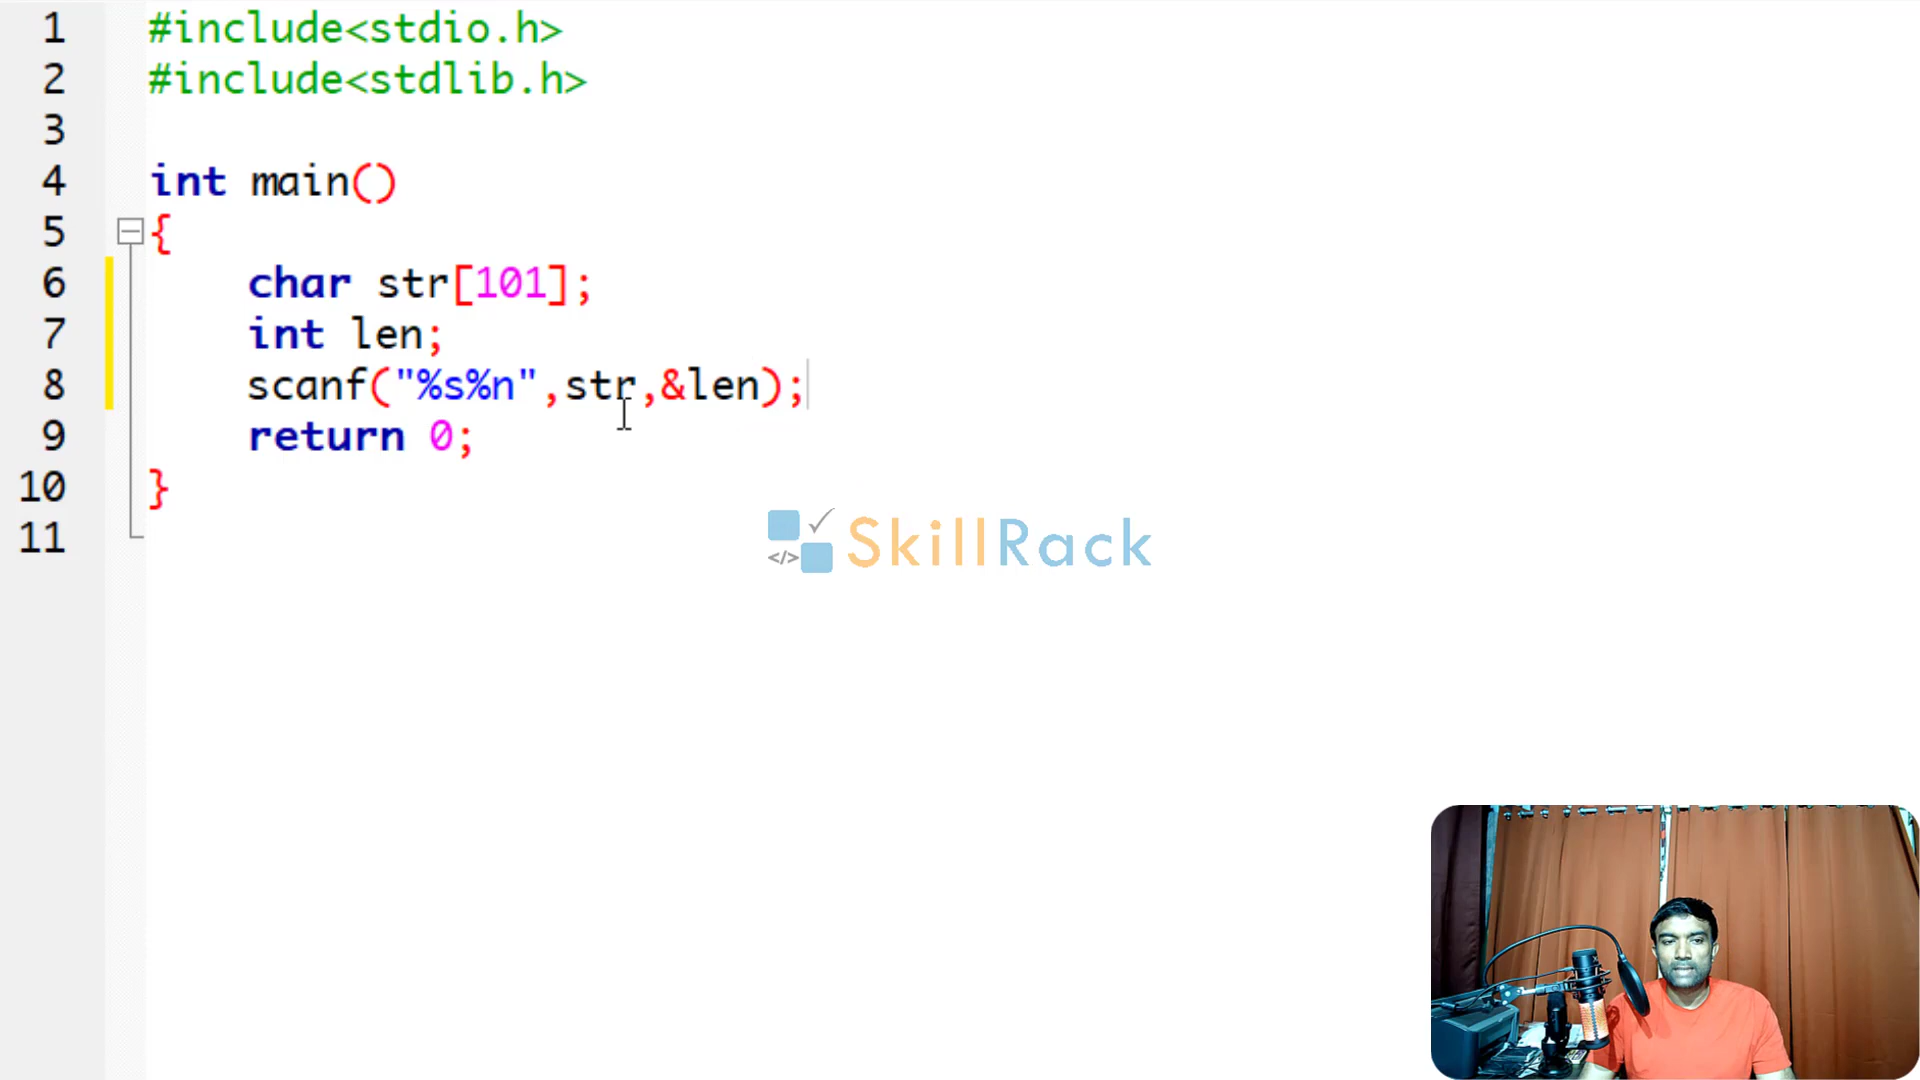 1 #include<stdio.h>
2 #include<stdlib.h>
3
4 int main()
5 {
6 char str[101];
7 int len;
8 scanf("%s%n",str,&len);
9 return 0;
10 }
11
</> SkillRack